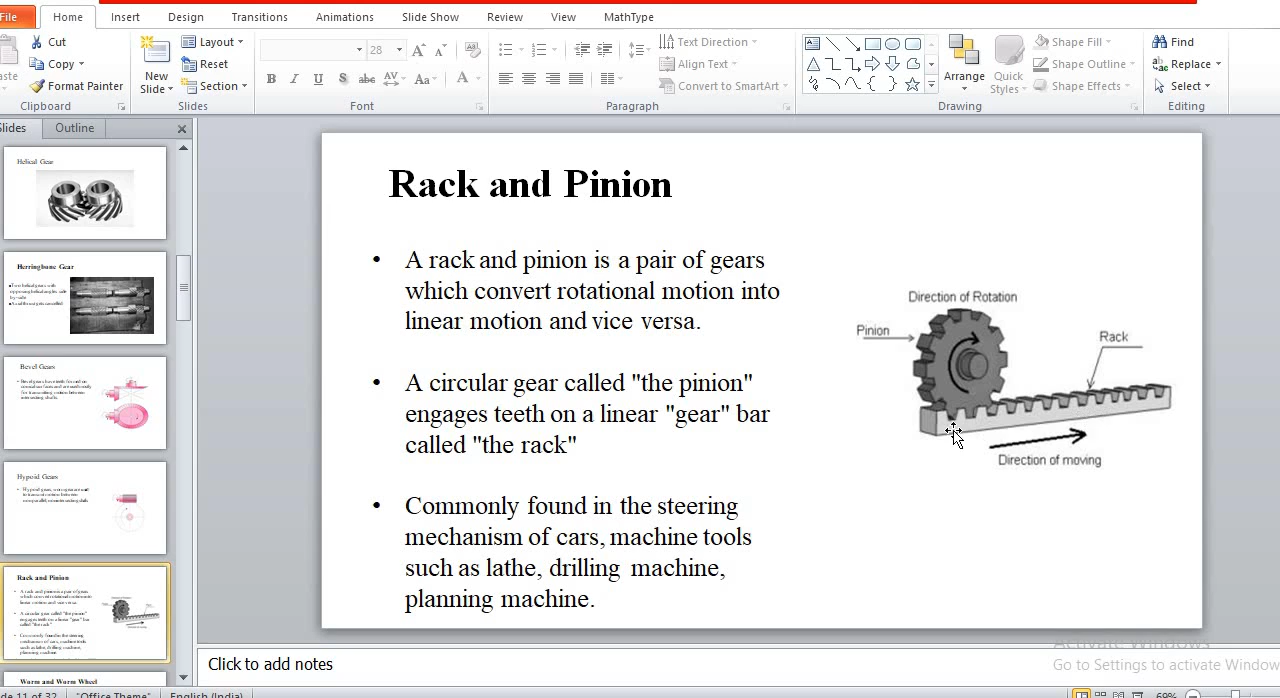 File Home Insert Design Transitions Animations Slide Show Review View MathType
Cut
Copy
Format Painter
Clipboard
New
Slide
Layout
Reset
Section
Slides
28
Font
Text Direction
Align Text
Convert to SmartArt
Paragraph
Arrange
Quick
Styles
Shape Fill
Shape Outline
Shape Effects
Drawing
Find
Replace
Select
Editing
Slides Outline
Helical Gear
Herringbone Gear
Bevel Gears
Hypoid Gears
Rack and Pinion
Worm and Worm Wheel
Rack and Pinion
• A rack and pinion is a pair of gears
which convert rotational motion into
linear motion and vice versa.
• A circular gear called "the pinion"
engages teeth on a linear "gear" bar
called "the rack"
• Commonly found in the steering
mechanism of cars, machine tools
such as lathe, drilling machine,
planning machine.
Direction of Rotation
Pinion
Rack
Direction of moving
Click to add notes
Activate Windows
Go to Settings to activate Window
de 11 of 32 "Office Theme" English (India) 69%